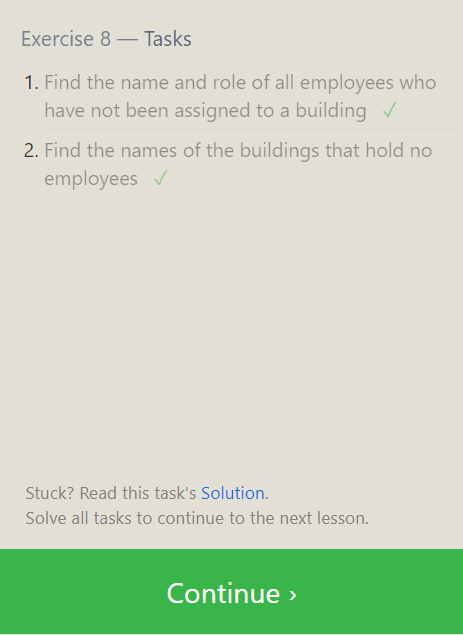 Exercise 8 — Tasks
1. Find the name and role of all employees who
have not been assigned to a building ✓
2. Find the names of the buildings that hold no
employees ✓
Stuck? Read this task's Solution.
Solve all tasks to continue to the next lesson.
Continue ›